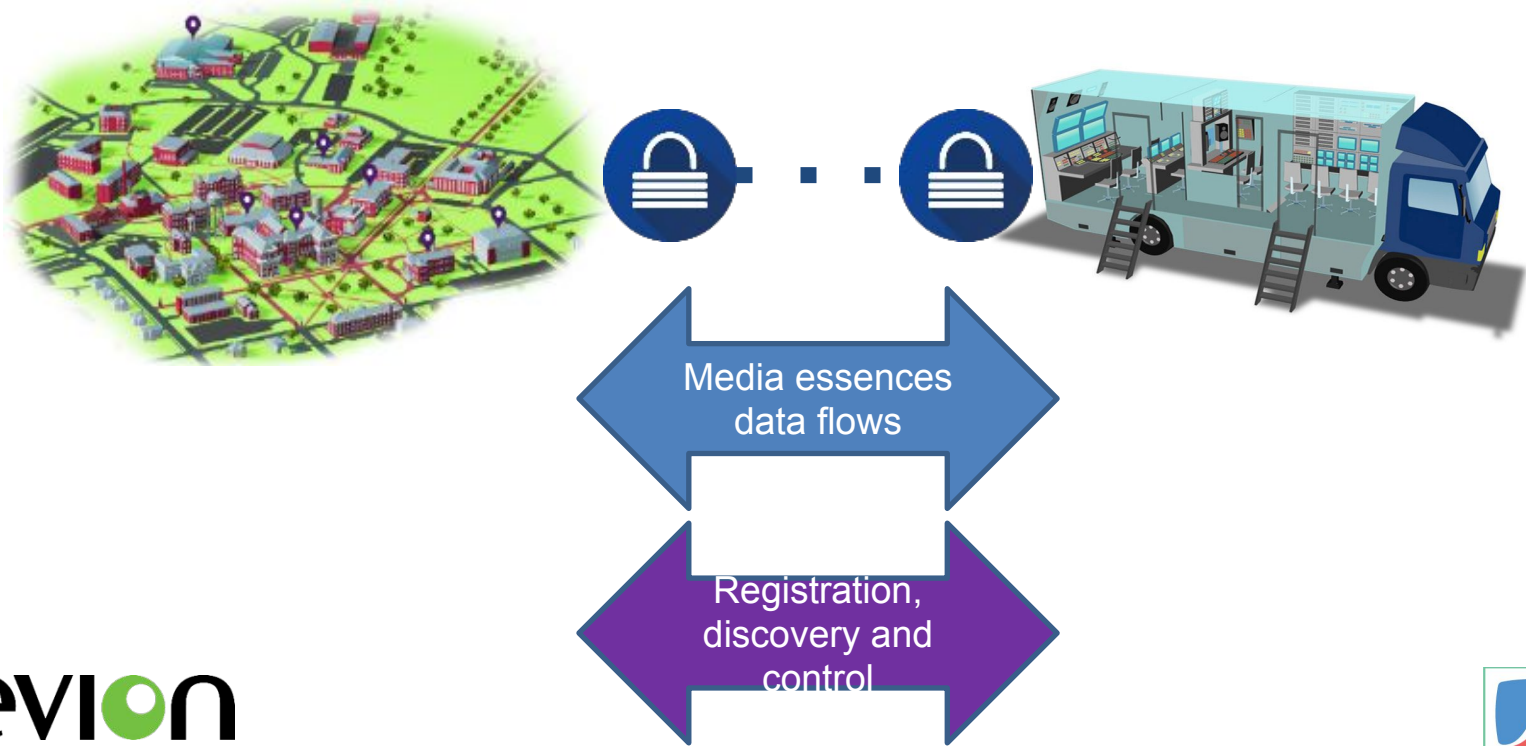 Media essences
data flows
Registration,
discovery and
control
evion